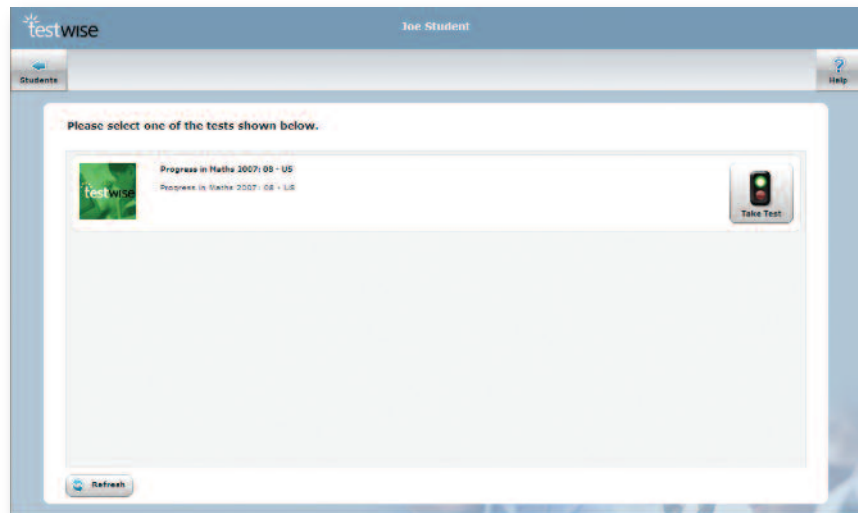 testwise
Joe Student
Students
Help
Please select one of the tests shown below.
testwise
Progress in Maths 2007: 08 - US
Progress in Maths 2007: 08 - US
Take Test
Refresh